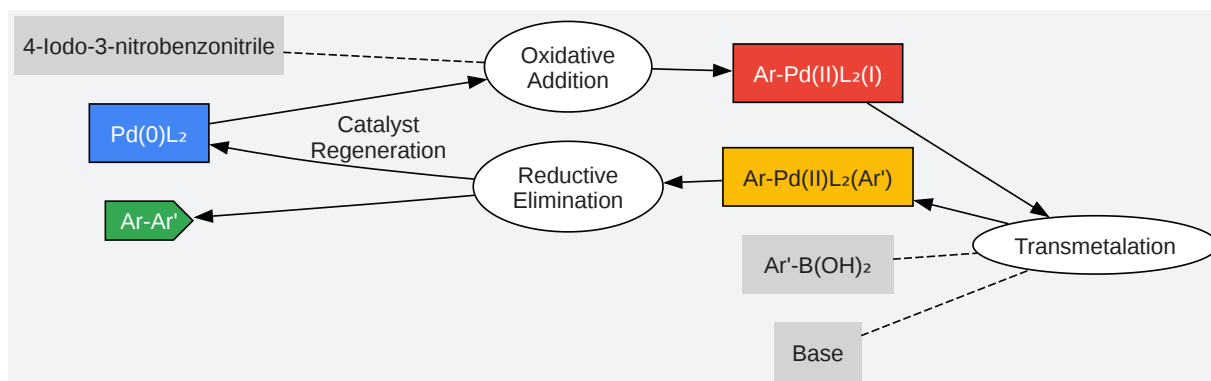 4-Iodo-3-nitrobenzonitrile
Oxidative
Addition
Ar-Pd(II)L₂(I)
Pd(0)L₂
Catalyst
Regeneration
Reductive
Elimination
Ar-Pd(II)L₂(Ar')
Ar-Ar'
Transmetalation
Ar'-B(OH)₂
Base